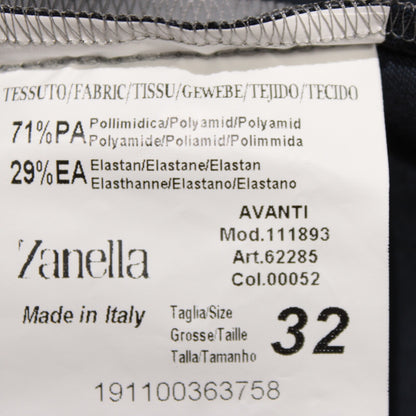 TESSUTO/FABRIC/TISSU/GEWEBE/TEJIDO/TECIDO
71%PA Pollimidica/Polyamid/Polyamid
Polyamide/Poliamid/Polimmida
29%EA Elastan/Elastane/Elastan
Elasthanne/Elastano/Elastano
AVANTI
Mod.111893
Art.62285
Col.00052
Zanella
Made in Italy
Taglia/Size
Grosse/Taille
Talla/Tamanho
32
191100363758